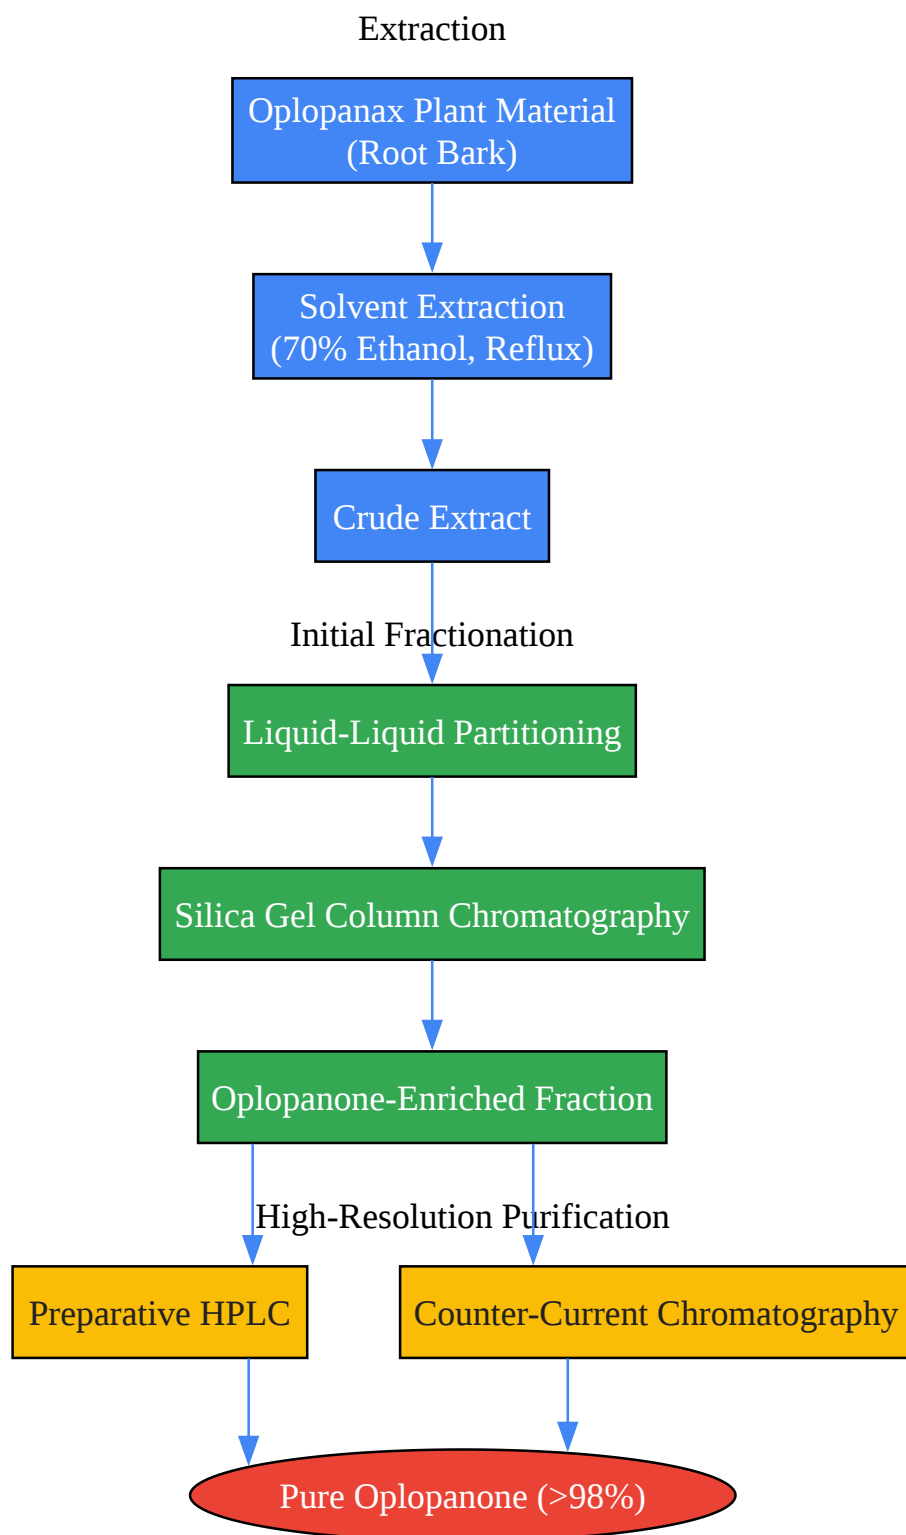 Extraction
Oplopanax Plant Material
(Root Bark)
Solvent Extraction
(70% Ethanol, Reflux)
Crude Extract
Initial Fractionation
Liquid-Liquid Partitioning
Silica Gel Column Chromatography
Oplopanone-Enriched Fraction
High-Resolution Purification
Preparative HPLC
Counter-Current Chromatography
Pure Oplopanone (>98%)